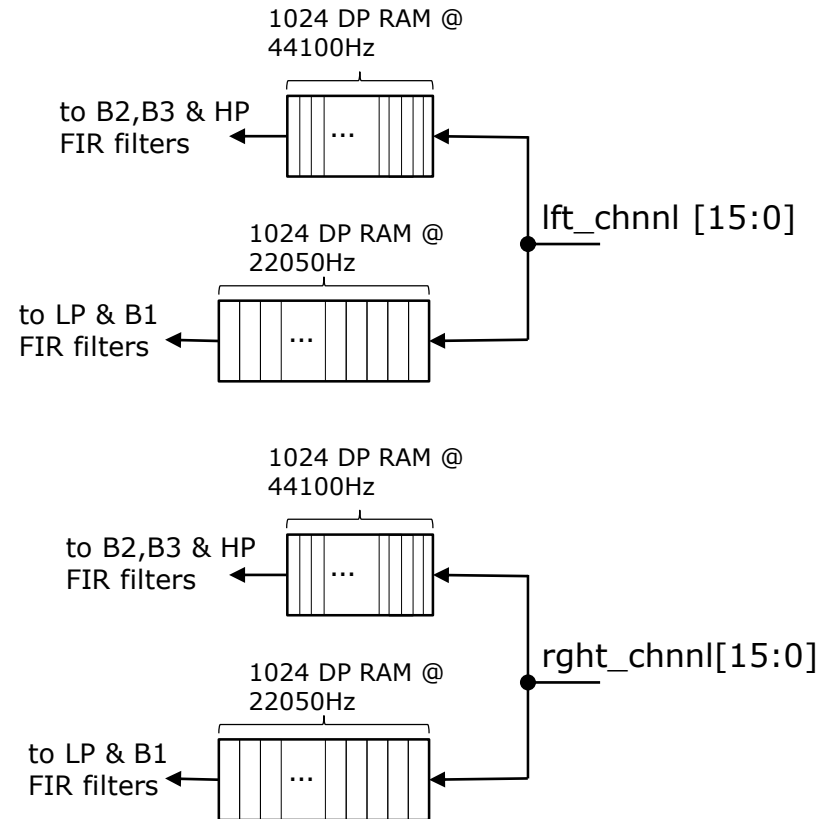 1024 DP RAM @
44100Hz
to B2,B3 & HP
FIR filters
...
lft_chnnl [15:0]
1024 DP RAM @
22050Hz
to LP & B1
FIR filters
...
1024 DP RAM @
44100Hz
to B2,B3 & HP
FIR filters
...
rght_chnnl[15:0]
1024 DP RAM @
22050Hz
to LP & B1
FIR filters
...